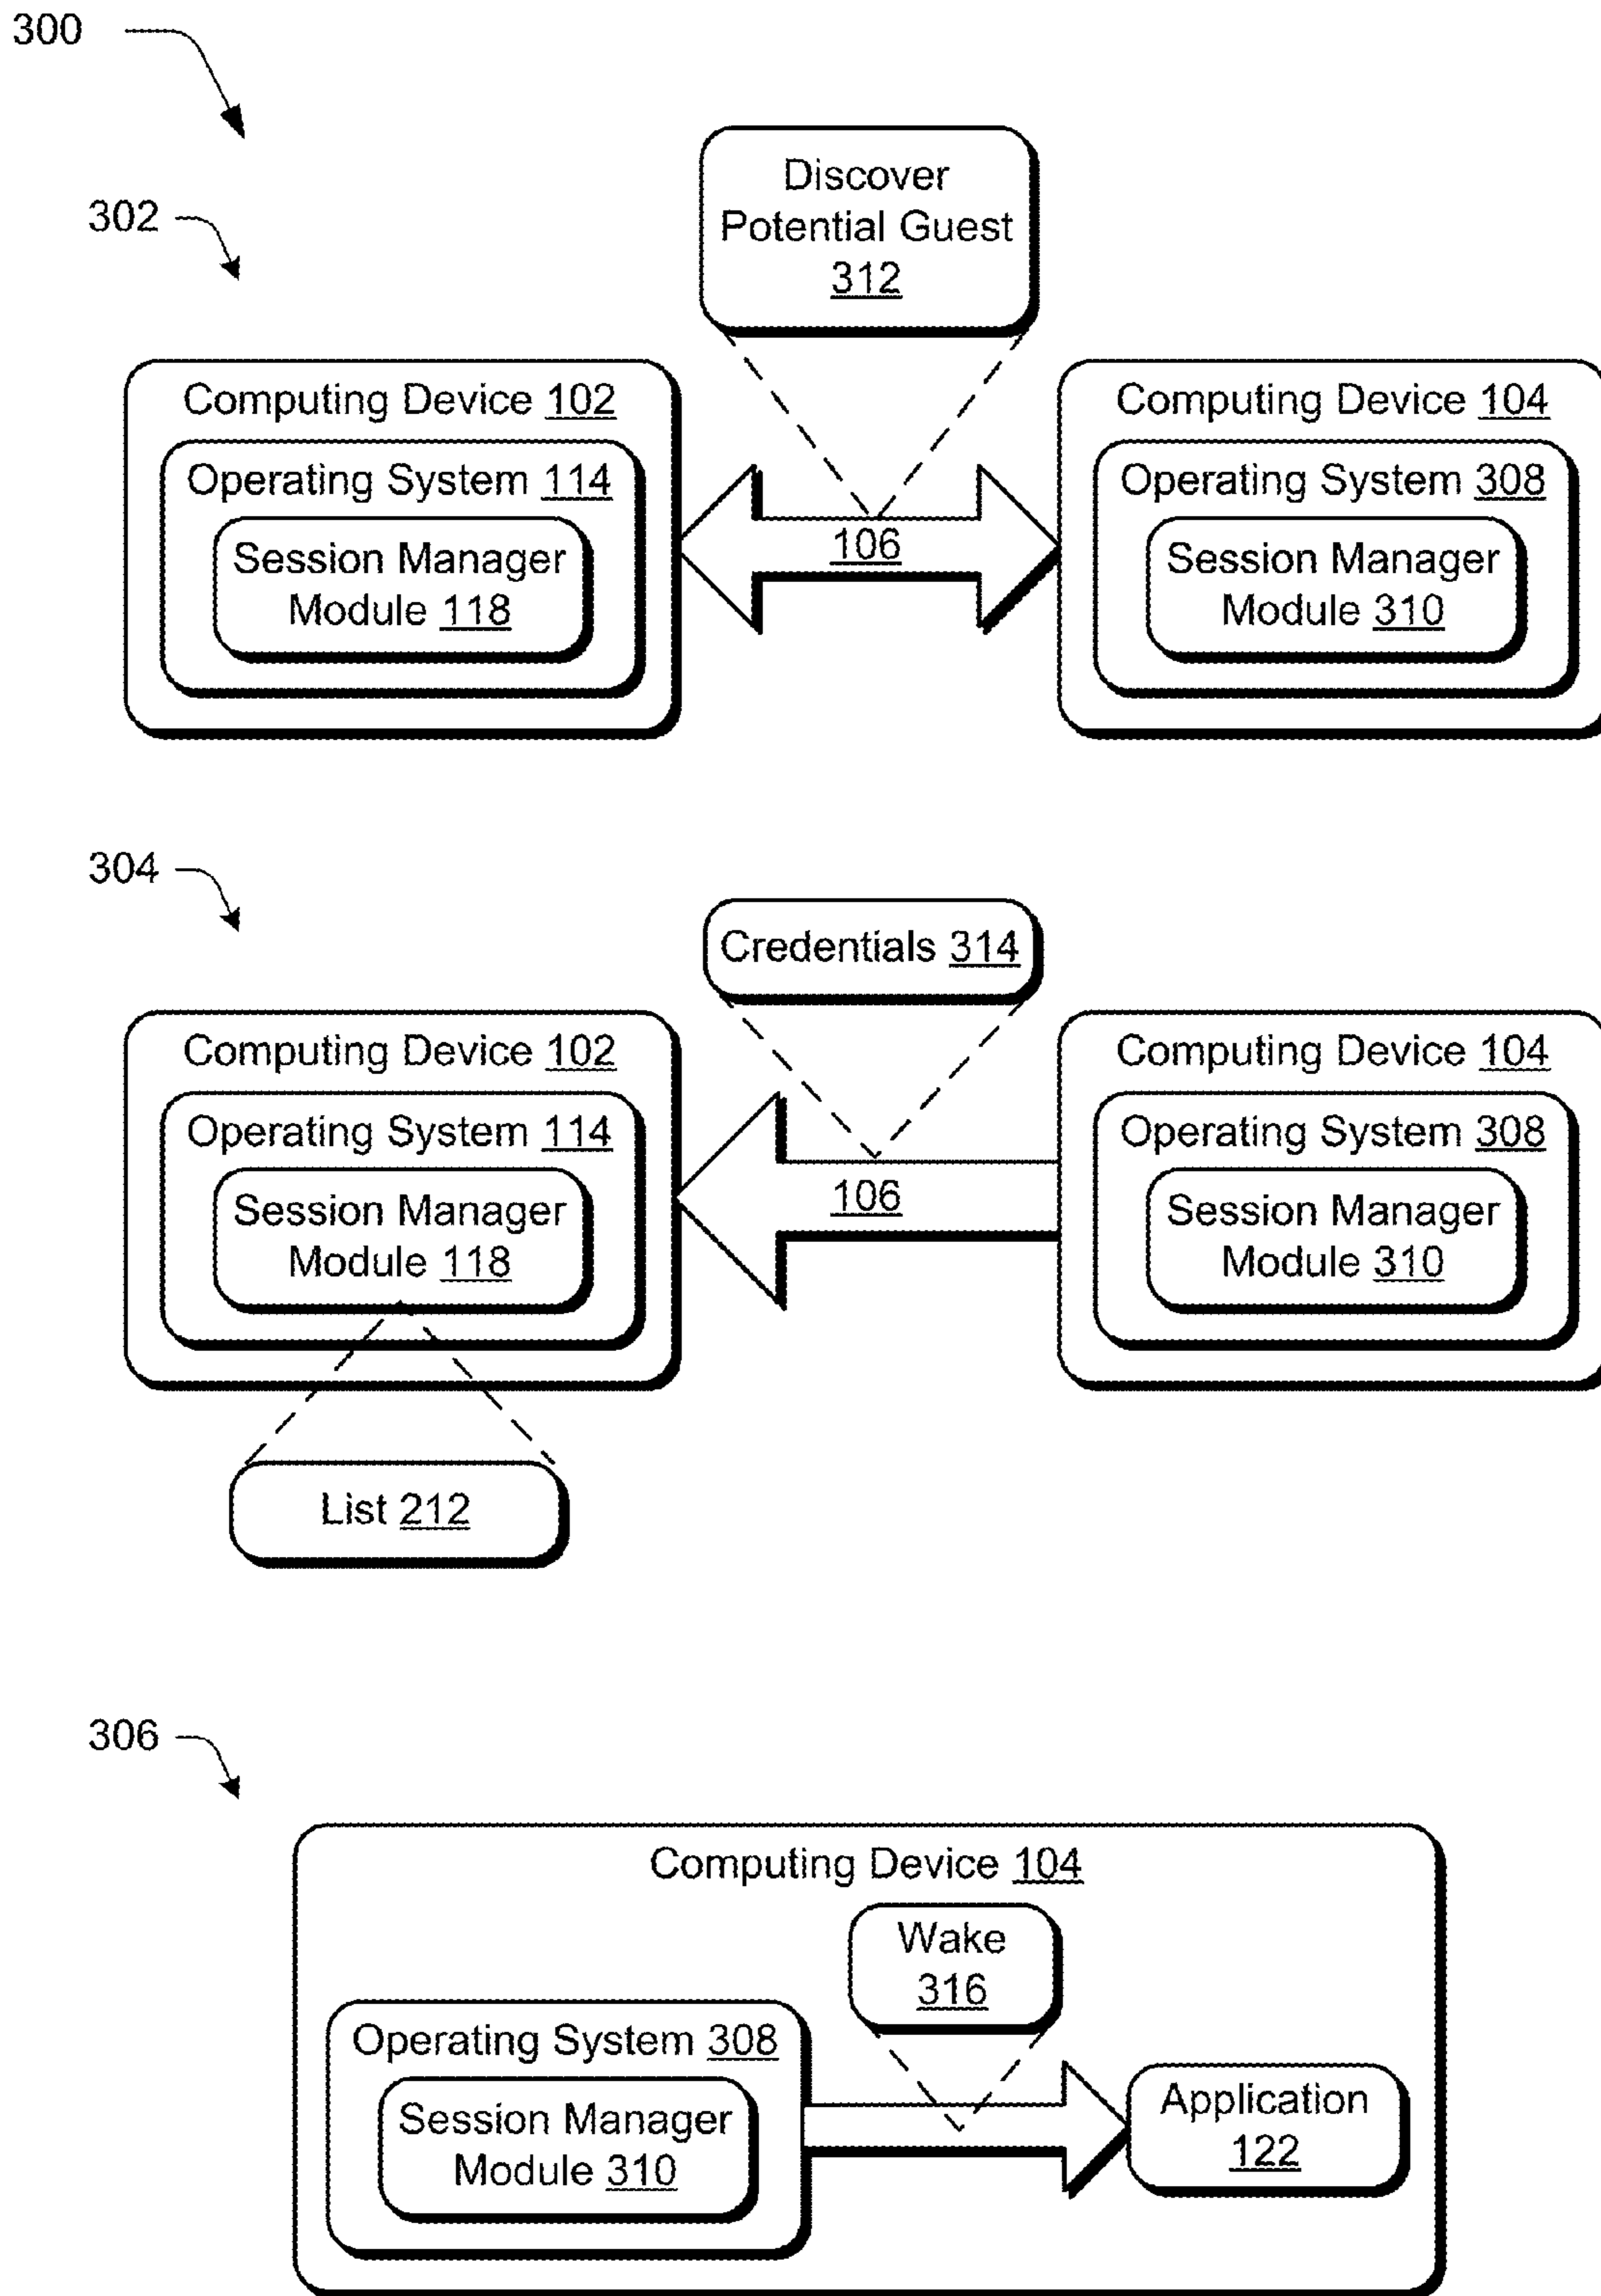 300
302
Discover
Potential Guest
312
Computing Device 102
Operating System 114
Session Manager
Module 118
106
Computing Device 104
Operating System 308
Session Manager
Module 310
304
Credentials 314
Computing Device 102
Operating System 114
Session Manager
Module 118
106
Computing Device 104
Operating System 308
Session Manager
Module 310
List 212
306
Computing Device 104
Wake
316
Operating System 308
Session Manager
Module 310
Application
122